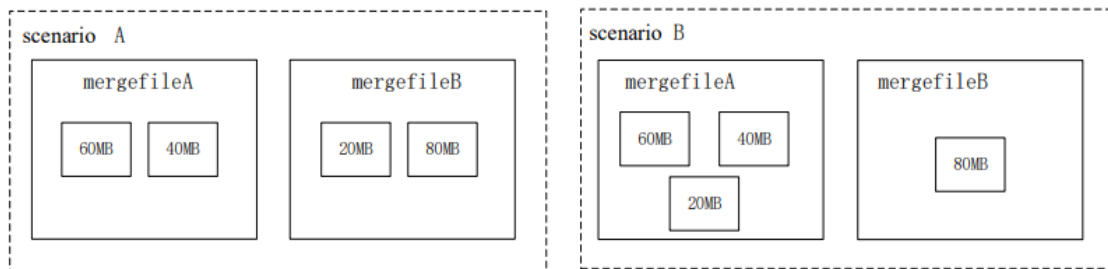 scenario A
mergefileA
60MB
40MB
mergefileB
20MB
80MB
scenario B
mergefileA
60MB
40MB
20MB
mergefileB
80MB